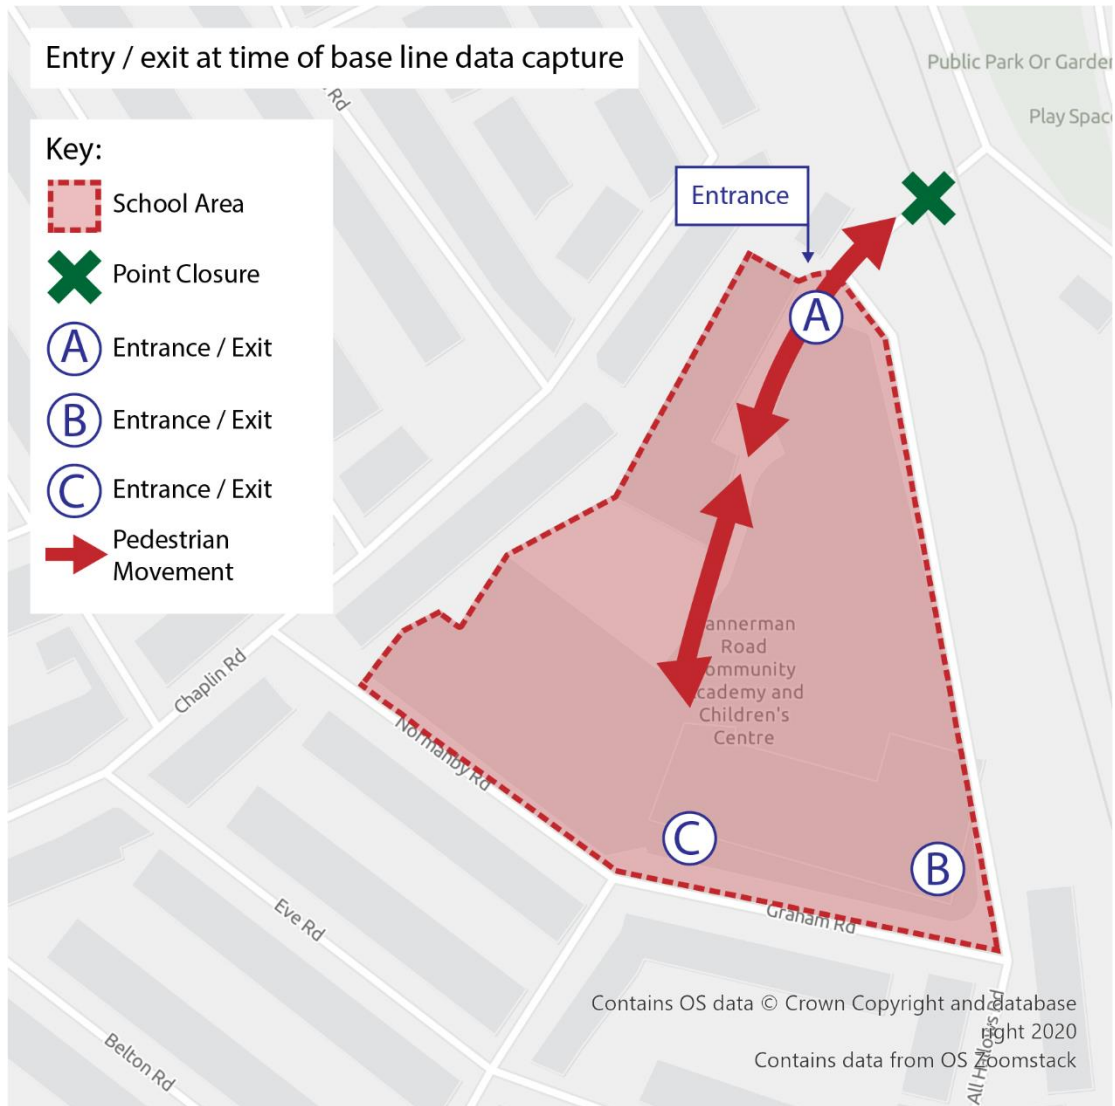 Entry / exit at time of base line data capture
Rd
Public Park Or Garden
Play Space
Key:
School Area
Point Closure
A Entrance / Exit
B Entrance / Exit
C Entrance / Exit
Pedestrian
Movement
Entrance
A
annerman
Road
ommunity
cademy and
Children's
Centre
Chaplin Rd
Normanby Rd
C
B
Graham Rd
Eve Rd
Belton Rd
All Hallows Rd
Contains OS data © Crown Copyright and database
right 2020
Contains data from OS Zoomstack